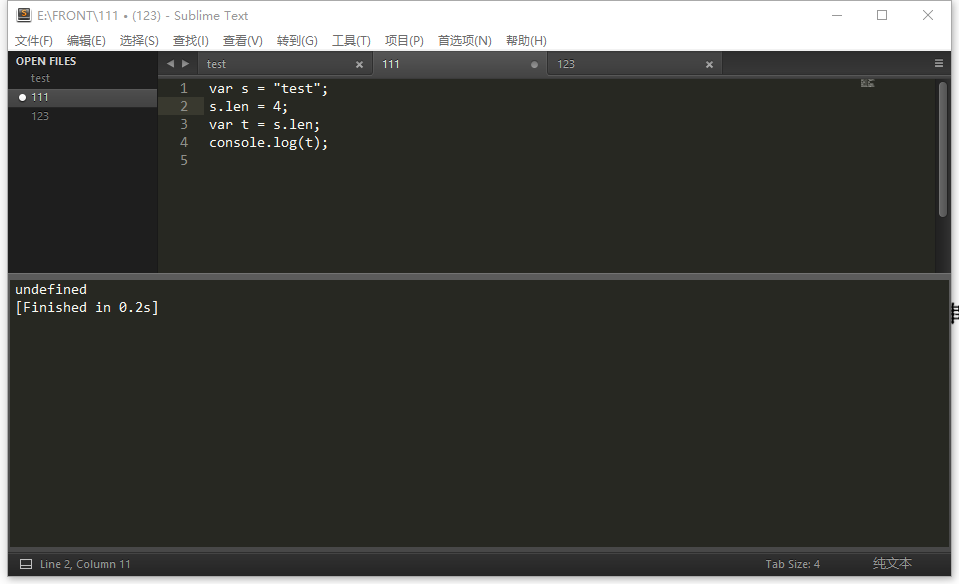 E:\FRONT\111 • (123) - Sublime Text
文件(F) 编辑(E) 选择(S) 查找(I) 查看(V) 转到(G) 工具(T) 项目(P) 首选项(N) 帮助(H)
OPEN FILES
test
111
123
test 111 123
1 var s = "test";
2 s.len = 4;
3 var t = s.len;
4 console.log(t);
5
undefined
[Finished in 0.2s]
Line 2, Column 11 Tab Size: 4 纯文本